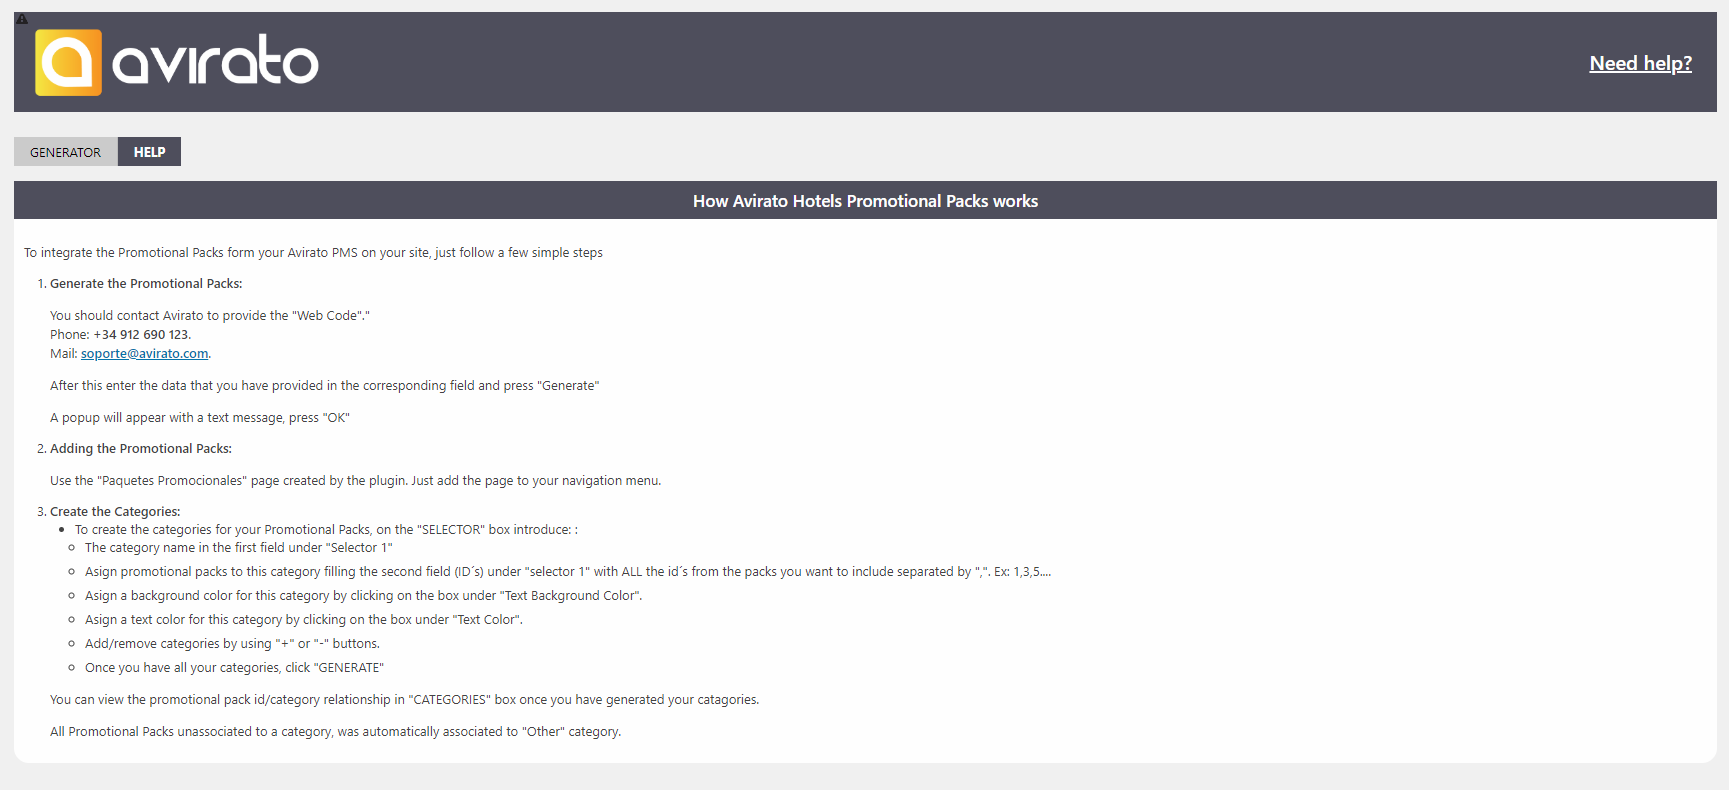 avirato
Need help?
GENERATOR
HELP
How Avirato Hotels Promotional Packs works
To integrate the Promotional Packs form your Avirato PMS on your site, just follow a few simple steps
1. Generate the Promotional Packs:
You should contact Avirato to provide the "Web Code"."
Phone: +34 912 690 123.
Mail: soporte@avirato.com.
After this enter the data that you have provided in the corresponding field and press "Generate"
A popup will appear with a text message, press "OK"
2. Adding the Promotional Packs:
Use the "Paquetes Promocionales" page created by the plugin. Just add the page to your navigation menu.
3. Create the Categories:
To create the categories for your Promotional Packs, on the "SELECTOR" box introduce: :
The category name in the first field under "Selector 1"
Asign promotional packs to this category filling the second field (ID´s) under "selector 1" with ALL the id´s from the packs you want to include separated by ",". Ex: 1,3,5....
Asign a background color for this category by clicking on the box under "Text Background Color".
Asign a text color for this category by clicking on the box under "Text Color".
Add/remove categories by using "+" or "-" buttons.
Once you have all your categories, click "GENERATE"
You can view the promotional pack id/category relationship in "CATEGORIES" box once you have generated your catagories.
All Promotional Packs unassociated to a category, was automatically associated to "Other" category.